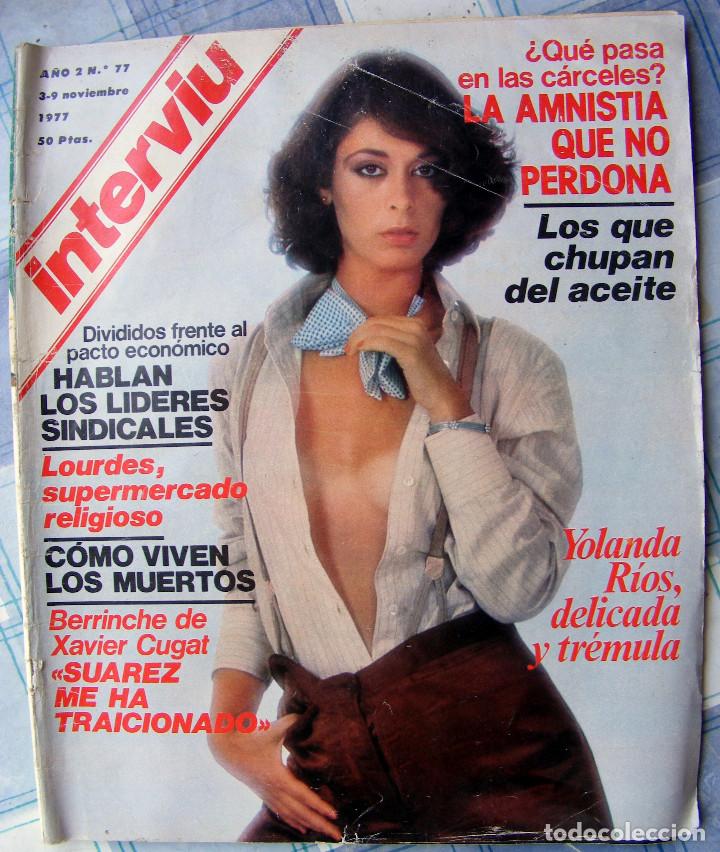 AÑO 2 N.° 77
3-9 noviembre
1977
50 Ptas.
interviu
¿Qué pasa
en las cárceles?
LA AMNISTIA
QUE NO
PERDONA
Los que
chupan
del aceite
Divididos frente al
pacto económico
HABLAN
LOS LIDERES
SINDICALES
Lourdes,
supermercado
religioso
CÓMO VIVEN
LOS MUERTOS
Berrinche de
Xavier Cugat
«SUAREZ
ME HA
TRAICIONADO»
Yolanda
Ríos,
delicada
y trémula
todocoleccion